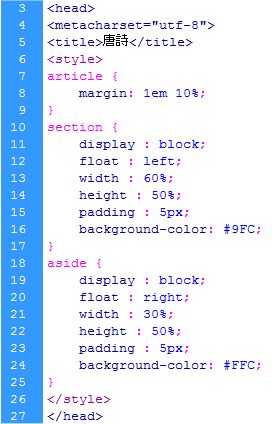 3 <head>
4 <metacharset="utf-8">
5 <title>唐詩</title>
6 <style>
7 article {
8 margin: 1em 10%;
9 }
10 section {
11 display : block;
12 float : left;
13 width : 60%;
14 height : 50%;
15 padding : 5px;
16 background-color: #9FC;
17 }
18 aside {
19 display : block;
20 float : right;
21 width : 30%;
22 height : 50%;
23 padding : 5px;
24 background-color: #FFC;
25 }
26 </style>
27 </head>